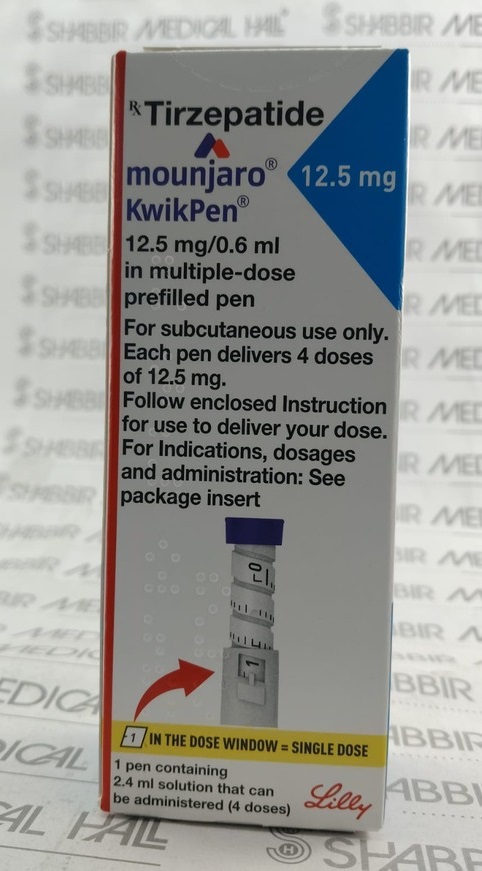 SHABBIR MEDICAL HALL
℞ Tirzepatide
mounjaro®
KwikPen®
12.5 mg
12.5 mg/0.6 ml
in multiple-dose
prefilled pen
For subcutaneous use only.
Each pen delivers 4 doses
of 12.5 mg.
Follow enclosed Instruction
for use to deliver your dose.
For Indications, dosages
and administration: See
package insert
1
1 IN THE DOSE WINDOW = SINGLE DOSE
1 pen containing
2.4 ml solution that can
be administered (4 doses)
Lilly